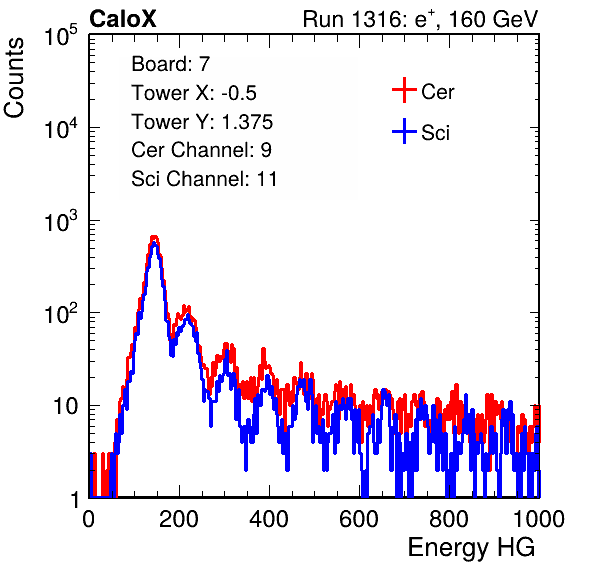 CaloX Run 1316: e⁺, 160 GeV
Counts
Board: 7
Tower X: -0.5
Tower Y: 1.375
Cer Channel: 9
Sci Channel: 11
Cer
Sci
10⁵
10⁴
10³
10²
10
1
0 200 400 600 800 1000
Energy HG